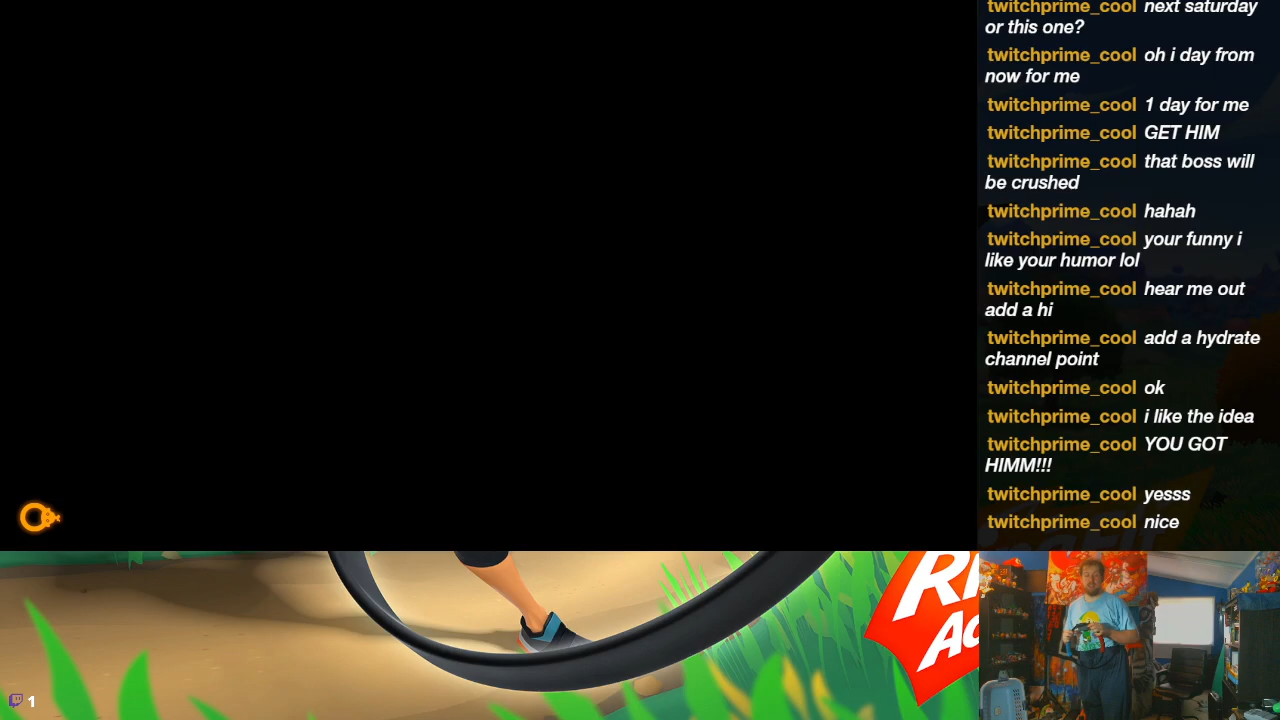 twitchprime_cool next saturday
or this one?
twitchprime_cool oh i day from
now for me
twitchprime_cool 1 day for me
twitchprime_cool GET HIM
twitchprime_cool that boss will
be crushed
twitchprime_cool hahah
twitchprime_cool your funny i
like your humor lol
twitchprime_cool hear me out
add a hi
twitchprime_cool add a hydrate
channel point
twitchprime_cool ok
twitchprime_cool i like the idea
twitchprime_cool YOU GOT
HIMM!!!
twitchprime_cool yesss
twitchprime_cool nice
1